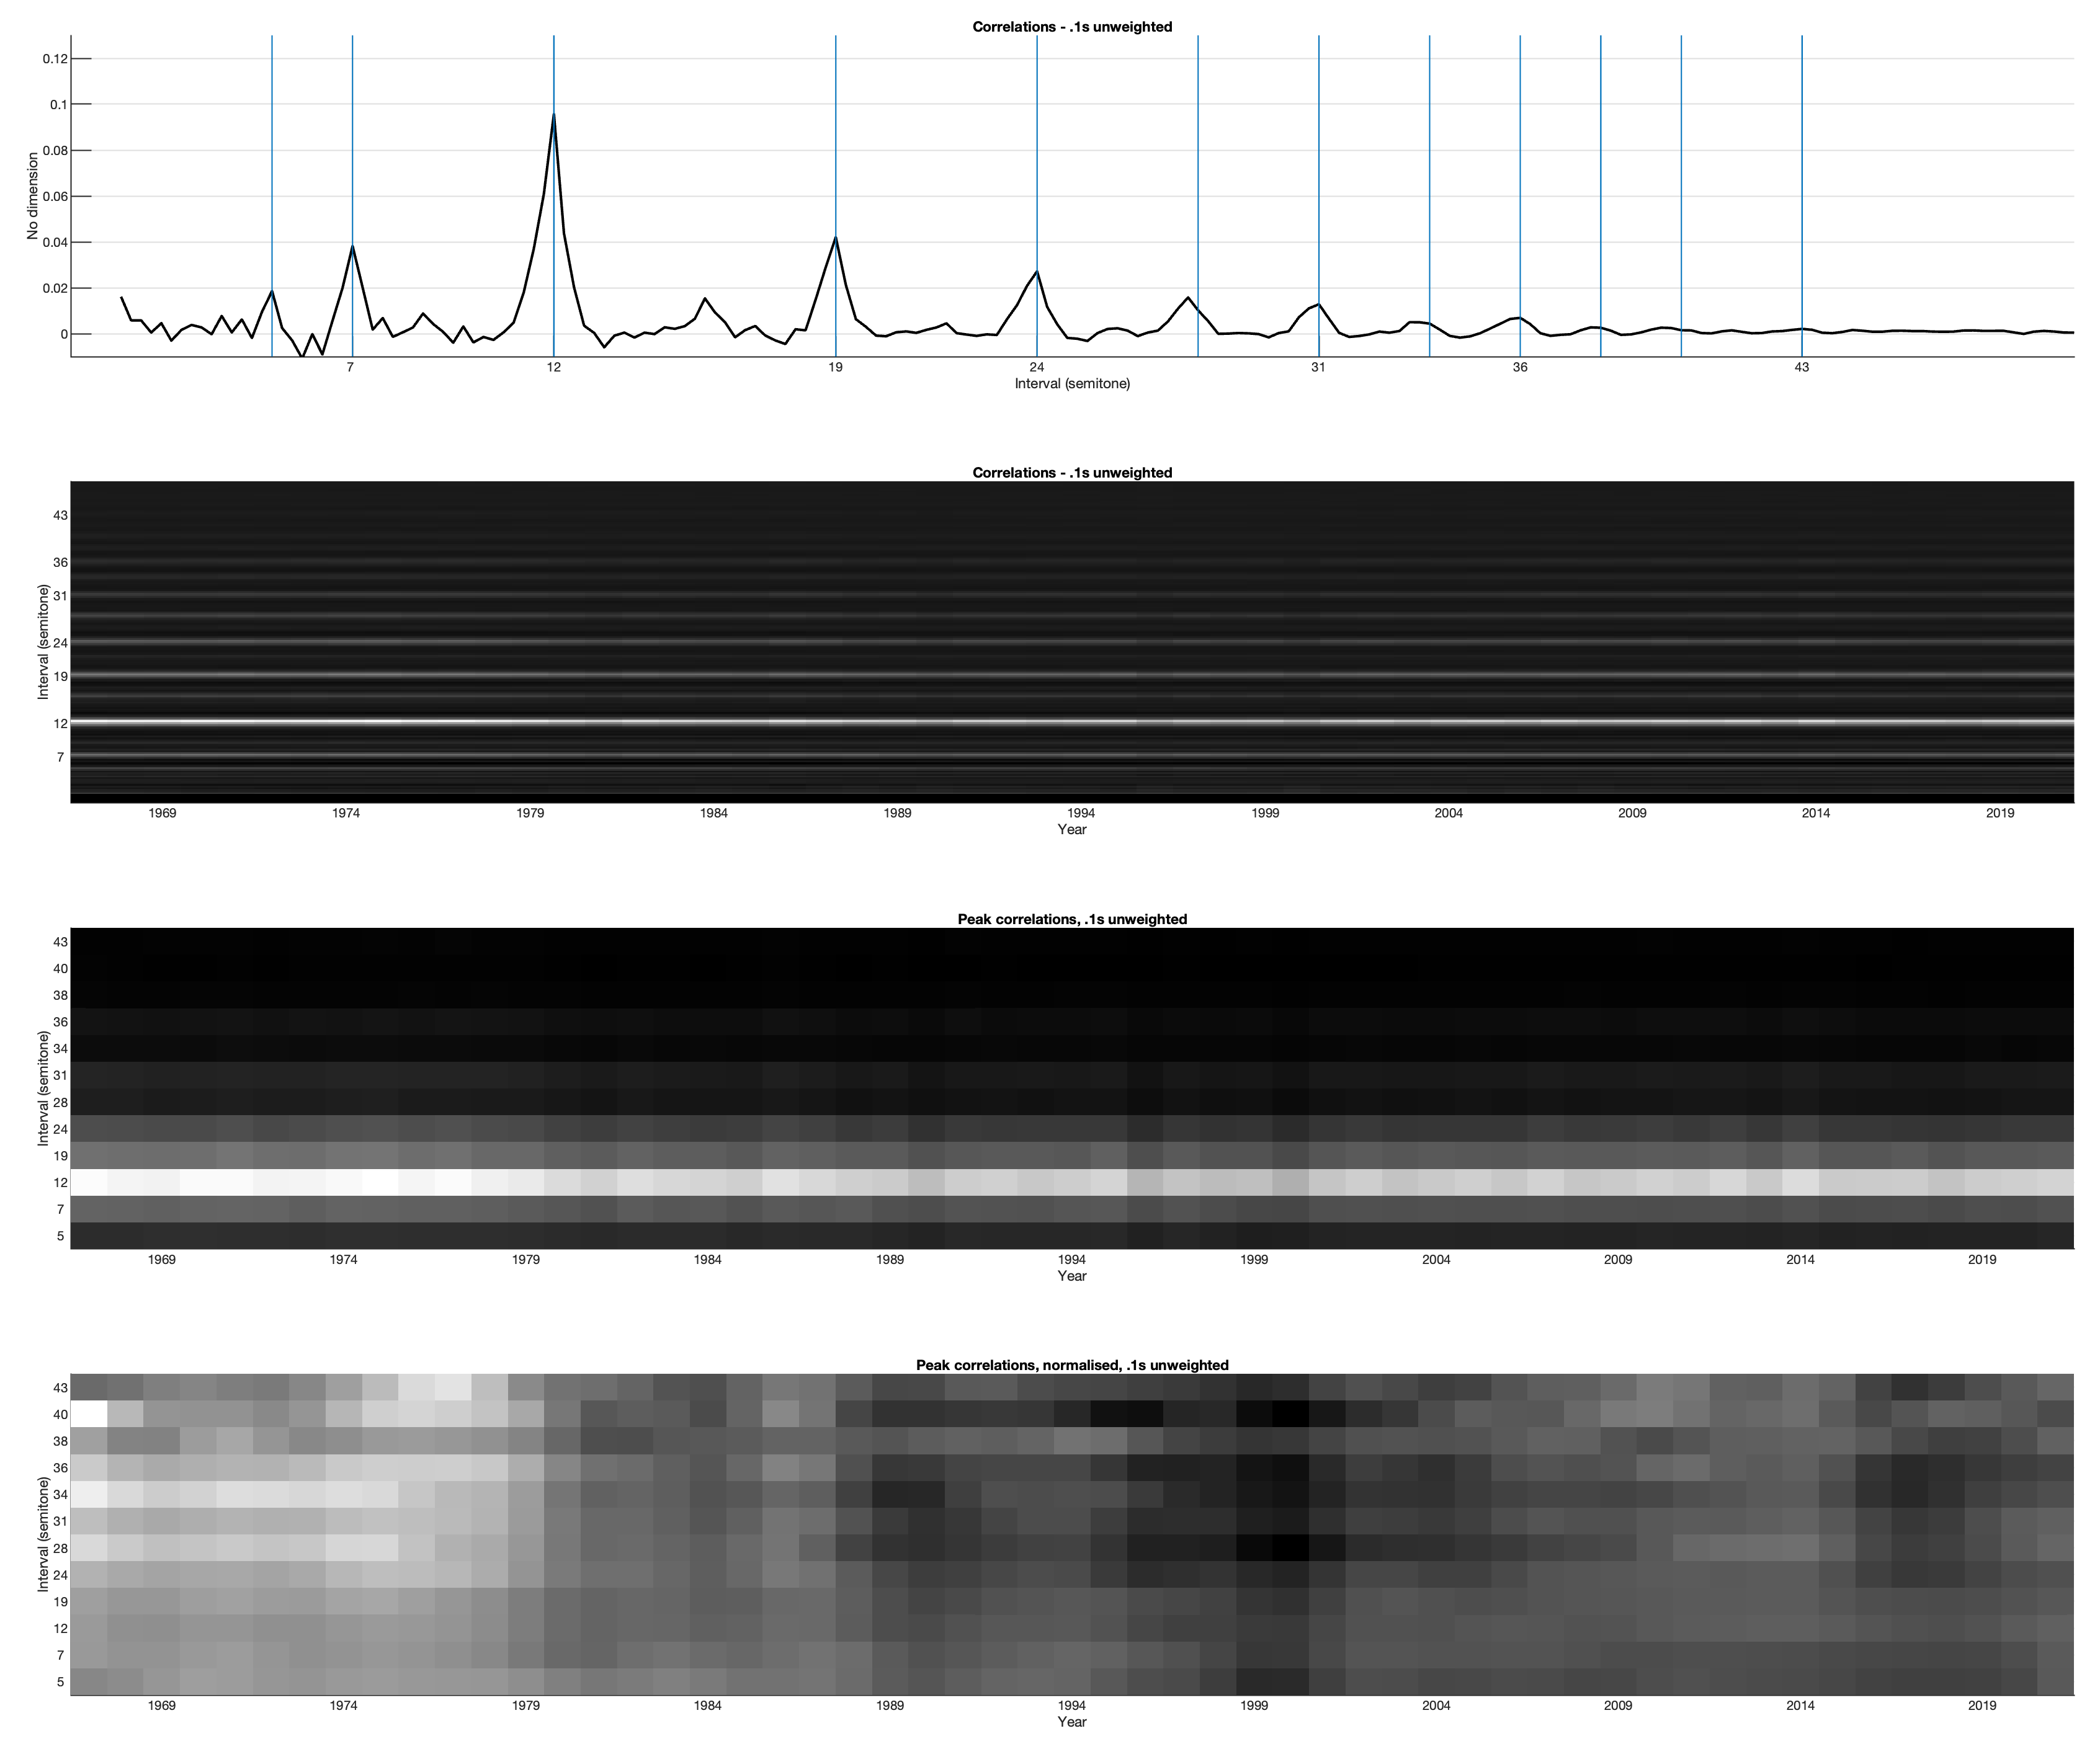 Correlations - .1s unweighted
0.12
0.1
0.08
0.06
0.04
0.02
0
No dimension
7 12 19 24 31 36 43
Interval (semitone)
Correlations - .1s unweighted
43
36
31
24
19
12
7
Interval (semitone)
1969 1974 1979 1984 1989 1994 1999 2004 2009 2014 2019
Year
Peak correlations, .1s unweighted
43
40
38
36
34
31
28
24
19
12
7
5
Interval (semitone)
1969 1974 1979 1984 1989 1994 1999 2004 2009 2014 2019
Year
Peak correlations, normalised, .1s unweighted
43
40
38
36
34
31
28
24
19
12
7
5
Interval (semitone)
1969 1974 1979 1984 1989 1994 1999 2004 2009 2014 2019
Year